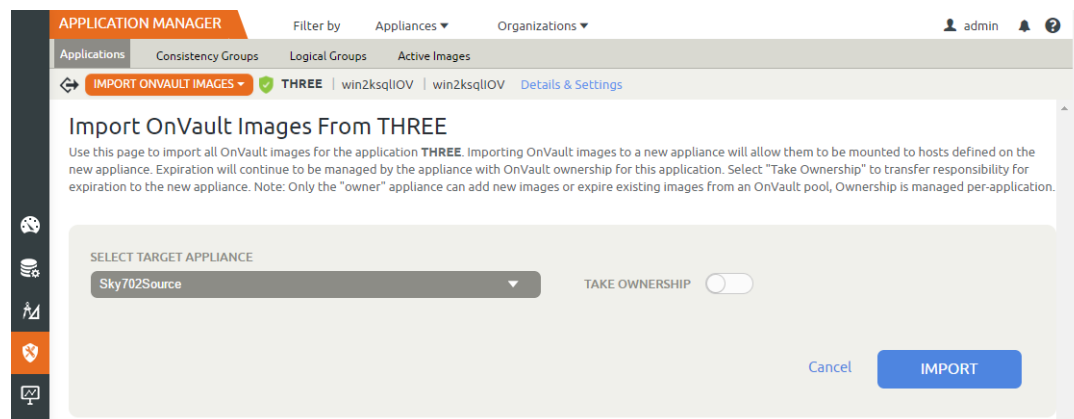 APPLICATION MANAGER Filter by Appliances Organizations admin
Applications Consistency Groups Logical Groups Active Images
IMPORT ONVAULT IMAGES THREE | win2ksqlIOV | win2ksqlIOV Details & Settings
Import OnVault Images From THREE
Use this page to import all OnVault images for the application THREE. Importing OnVault images to a new appliance will allow them to be mounted to hosts defined on the
new appliance. Expiration will continue to be managed by the appliance with OnVault ownership for this application. Select "Take Ownership" to transfer responsibility for
expiration to the new appliance. Note: Only the "owner" appliance can add new images or expire existing images from an OnVault pool, Ownership is managed per-application.
SELECT TARGET APPLIANCE
Sky702Source TAKE OWNERSHIP
Cancel IMPORT